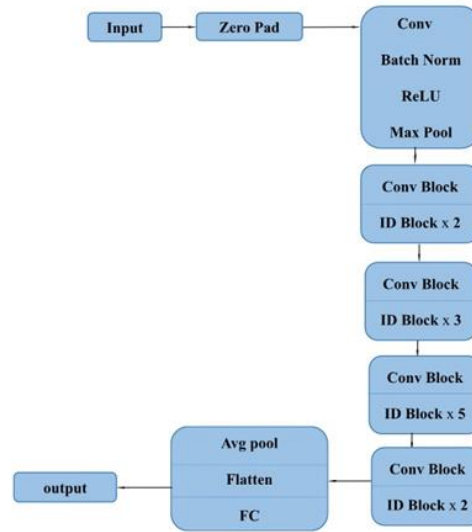 Input
Zero Pad
Conv
Batch Norm
ReLU
Max Pool
Conv Block
ID Block x 2
Conv Block
ID Block x 3
Conv Block
ID Block x 5
Conv Block
ID Block x 2
Avg pool
Flatten
FC
output